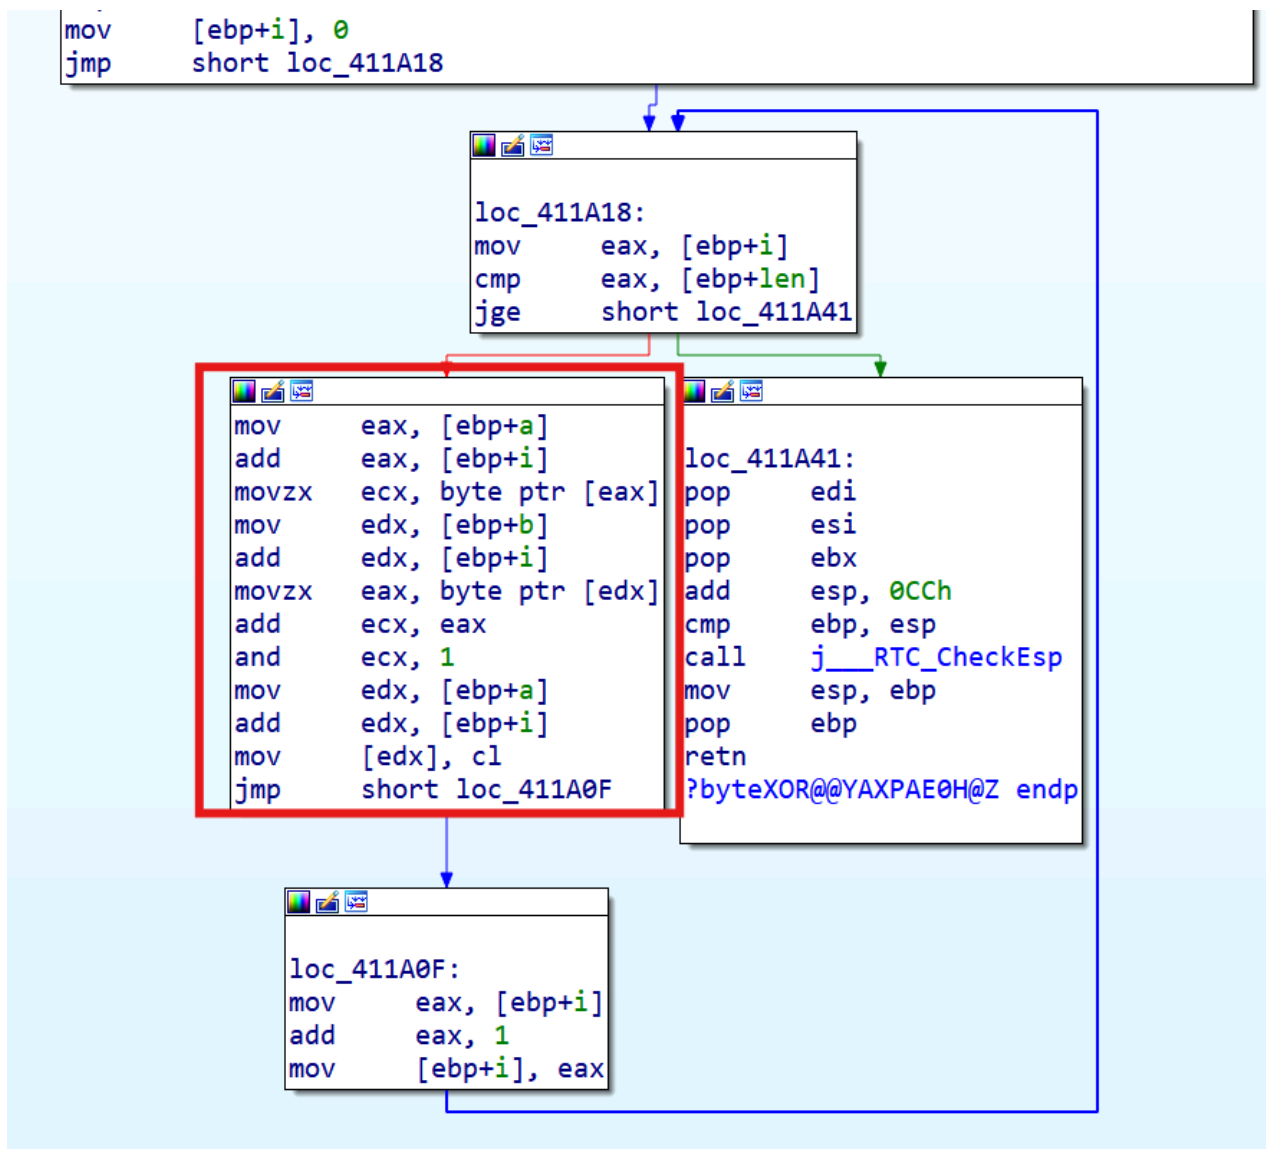 mov [ebp+i], 0
jmp short loc_411A18
loc_411A18:
mov eax, [ebp+i]
cmp eax, [ebp+len]
jge short loc_411A41
mov eax, [ebp+a]
add eax, [ebp+i]
movzx ecx, byte ptr [eax]
mov edx, [ebp+b]
add edx, [ebp+i]
movzx eax, byte ptr [edx]
add ecx, eax
and ecx, 1
mov edx, [ebp+a]
add edx, [ebp+i]
mov [edx], cl
jmp short loc_411A0F
loc_411A41:
pop edi
pop esi
pop ebx
add esp, 0CCh
cmp ebp, esp
call j___RTC_CheckEsp
mov esp, ebp
pop ebp
retn
?byteXOR@@YAXPAE0H@Z endp
loc_411A0F:
mov eax, [ebp+i]
add eax, 1
mov [ebp+i], eax